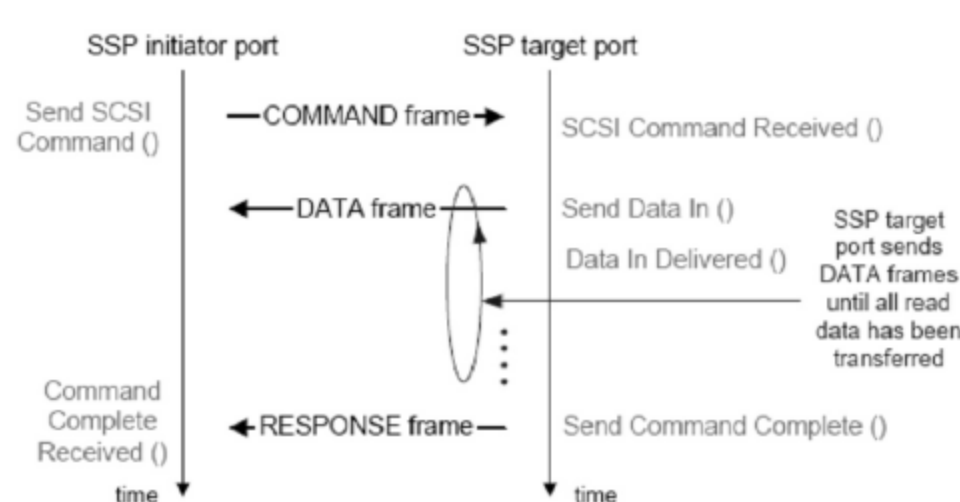 SSP initiator port
SSP target port
Send SCSI
Command ()
COMMAND frame
SCSI Command Received ()
DATA frame
Send Data In ()
Data In Delivered ()
SSP target
port sends
DATA frames
until all read
data has been
transferred
Command
Complete
Received ()
RESPONSE frame
Send Command Complete ()
time
time